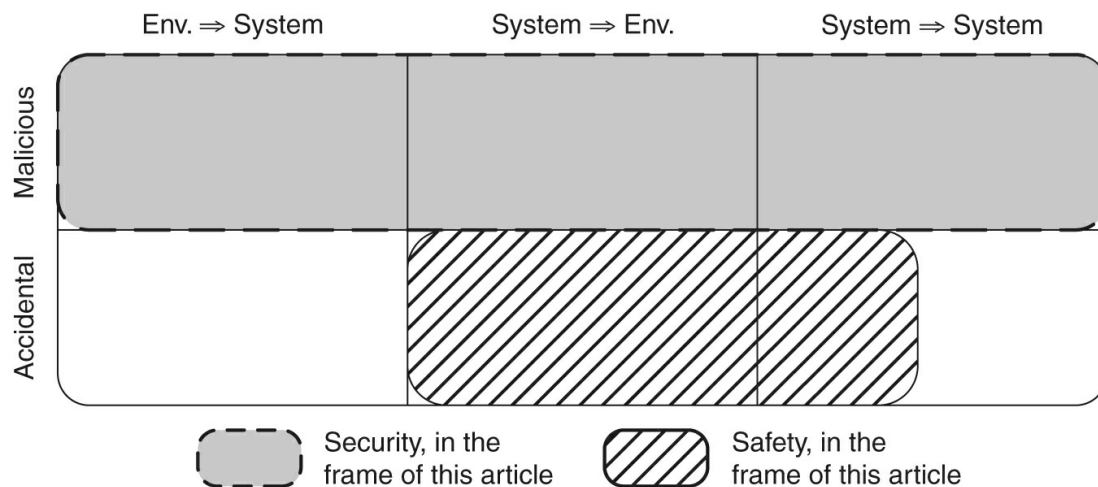 Env. ⇒ System
System ⇒ Env.
System ⇒ System
Malicious
Accidental
Security, in the
frame of this article
Safety, in the
frame of this article